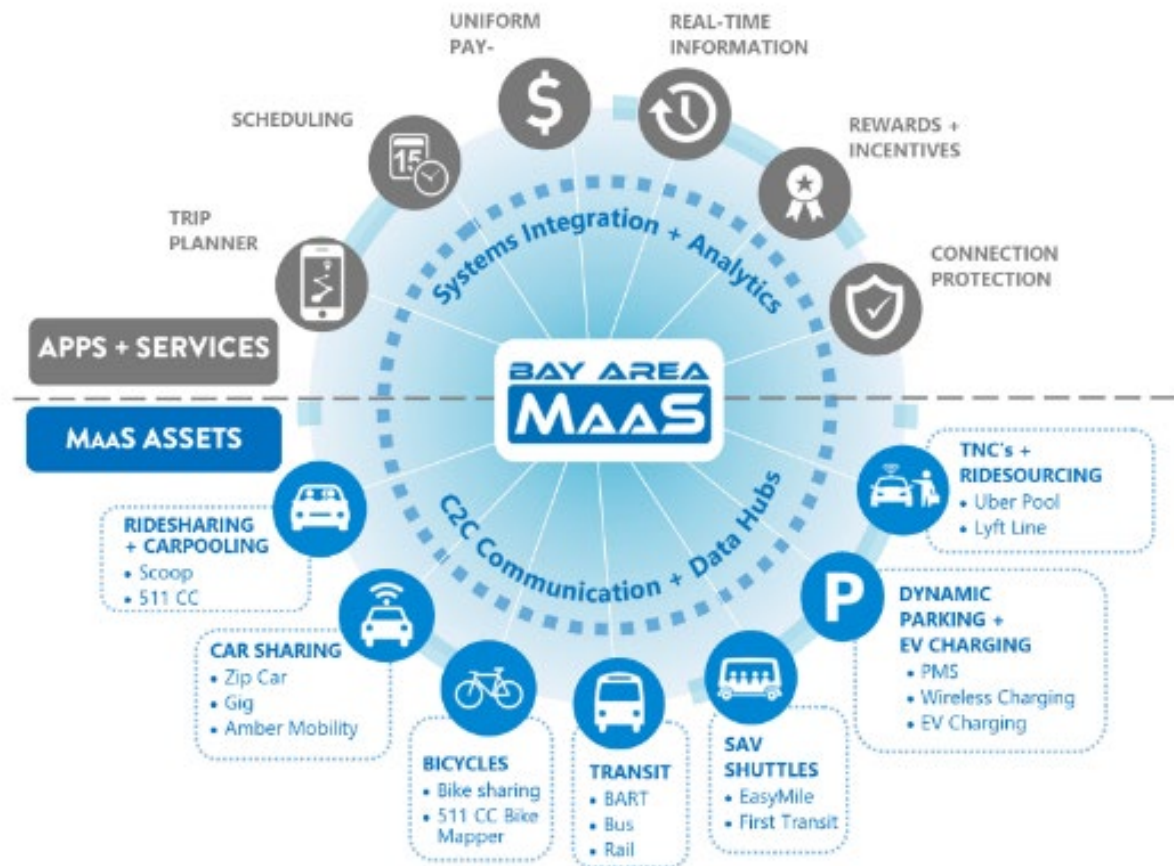 UNIFORM
PAY-
REAL-TIME
INFORMATION
SCHEDULING
15
$
REWARDS +
INCENTIVES
TRIP
PLANNER
CONNECTION
PROTECTION
Systems Integration + Analytics
APPS + SERVICES
BAY AREA
MAAS
MAAS ASSETS
C2C Communication + Data Hubs
RIDESHARING
+ CARPOOLING
• Scoop
• 511 CC
CAR SHARING
• Zip Car
• Gig
• Amber Mobility
BICYCLES
• Bike sharing
• 511 CC Bike
Mapper
TRANSIT
• BART
• Bus
• Rail
SAV
SHUTTLES
• EasyMile
• First Transit
P
DYNAMIC
PARKING +
EV CHARGING
• PMS
• Wireless Charging
• EV Charging
TNC's +
RIDESOURCING
• Uber Pool
• Lyft Line